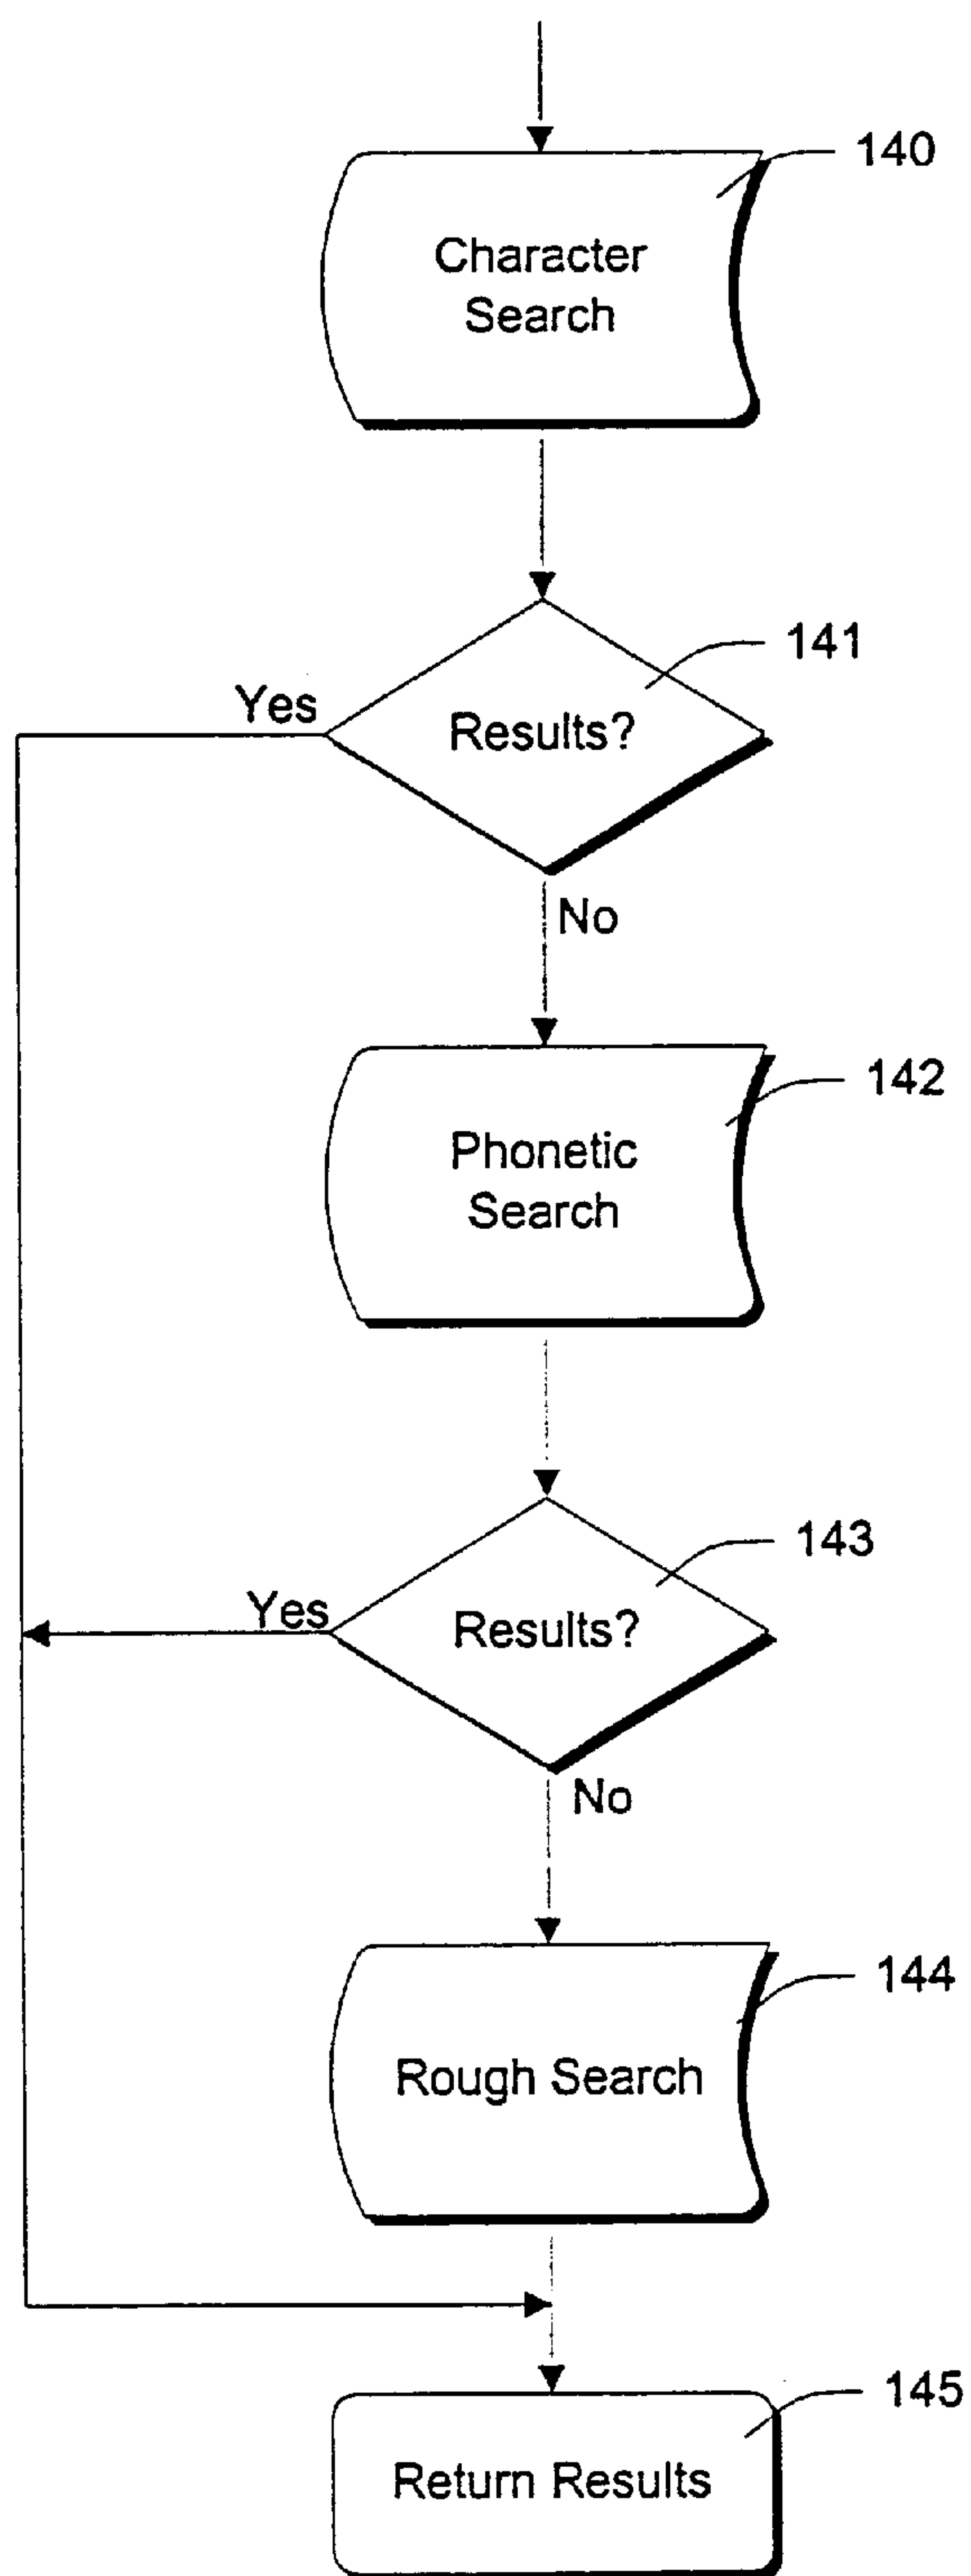 140
Character
Search
141
Yes
Results?
No
142
Phonetic
Search
143
Yes
Results?
No
144
Rough Search
145
Return Results